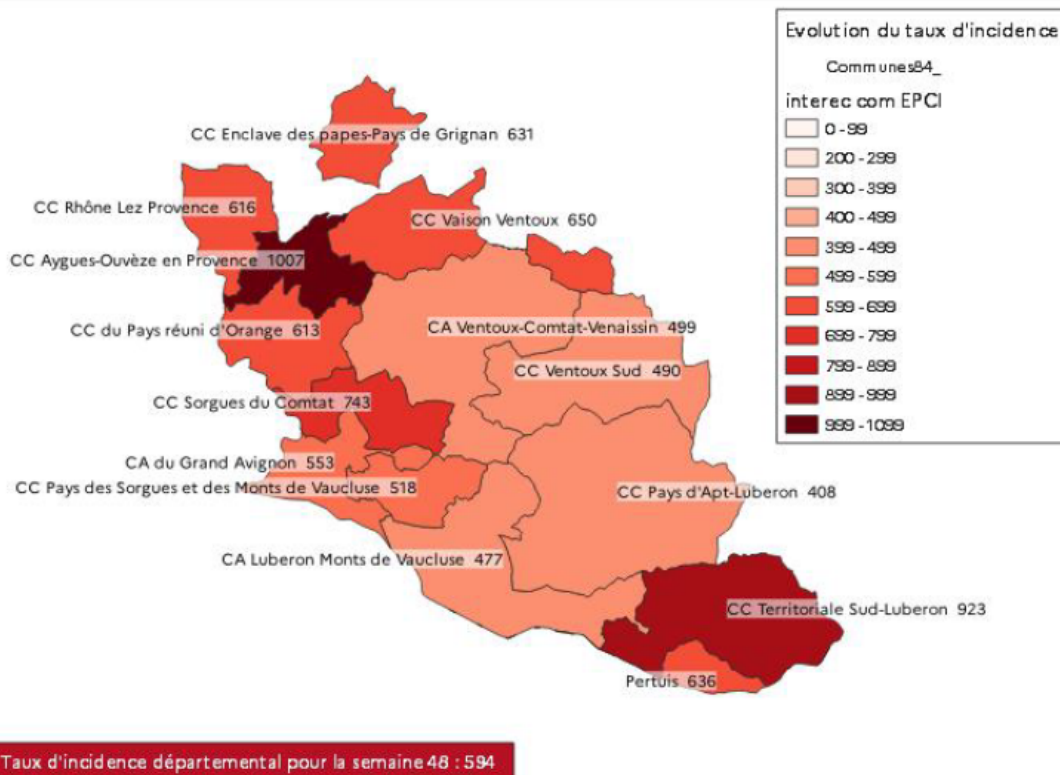 Evolution du taux d'incidence
Communes84_
interec com EPCI
0 - 99
200 - 299
300 - 399
400 - 499
399 - 499
499 - 599
599 - 699
699 - 799
799 - 899
899 - 999
999 - 1099
CC Enclave des papes-Pays de Grignan 631
CC Rhône Lez Provence 616
CC Vaison Ventoux 650
CC Aygues-Ouvèze en Provence 1007
CC du Pays réuni d'Orange 613
CA Ventoux-Comtat-Venaissin 499
CC Ventoux Sud 490
CC Sorgues du Comtat 743
CA du Grand Avignon 553
CC Pays des Sorgues et des Monts de Vaucluse 518
CC Pays d'Apt-Luberon 408
CA Luberon Monts de Vaucluse 477
CC Territoriale Sud-Luberon 923
Pertuis 636
Taux d'incidence départemental pour la semaine 48 : 594